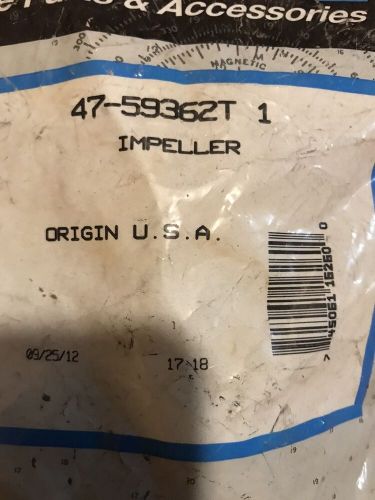 & Accessories
MAGNETIC
47-59362T 1
IMPELLER
ORIGIN U.S.A.
09/25/12
17-18